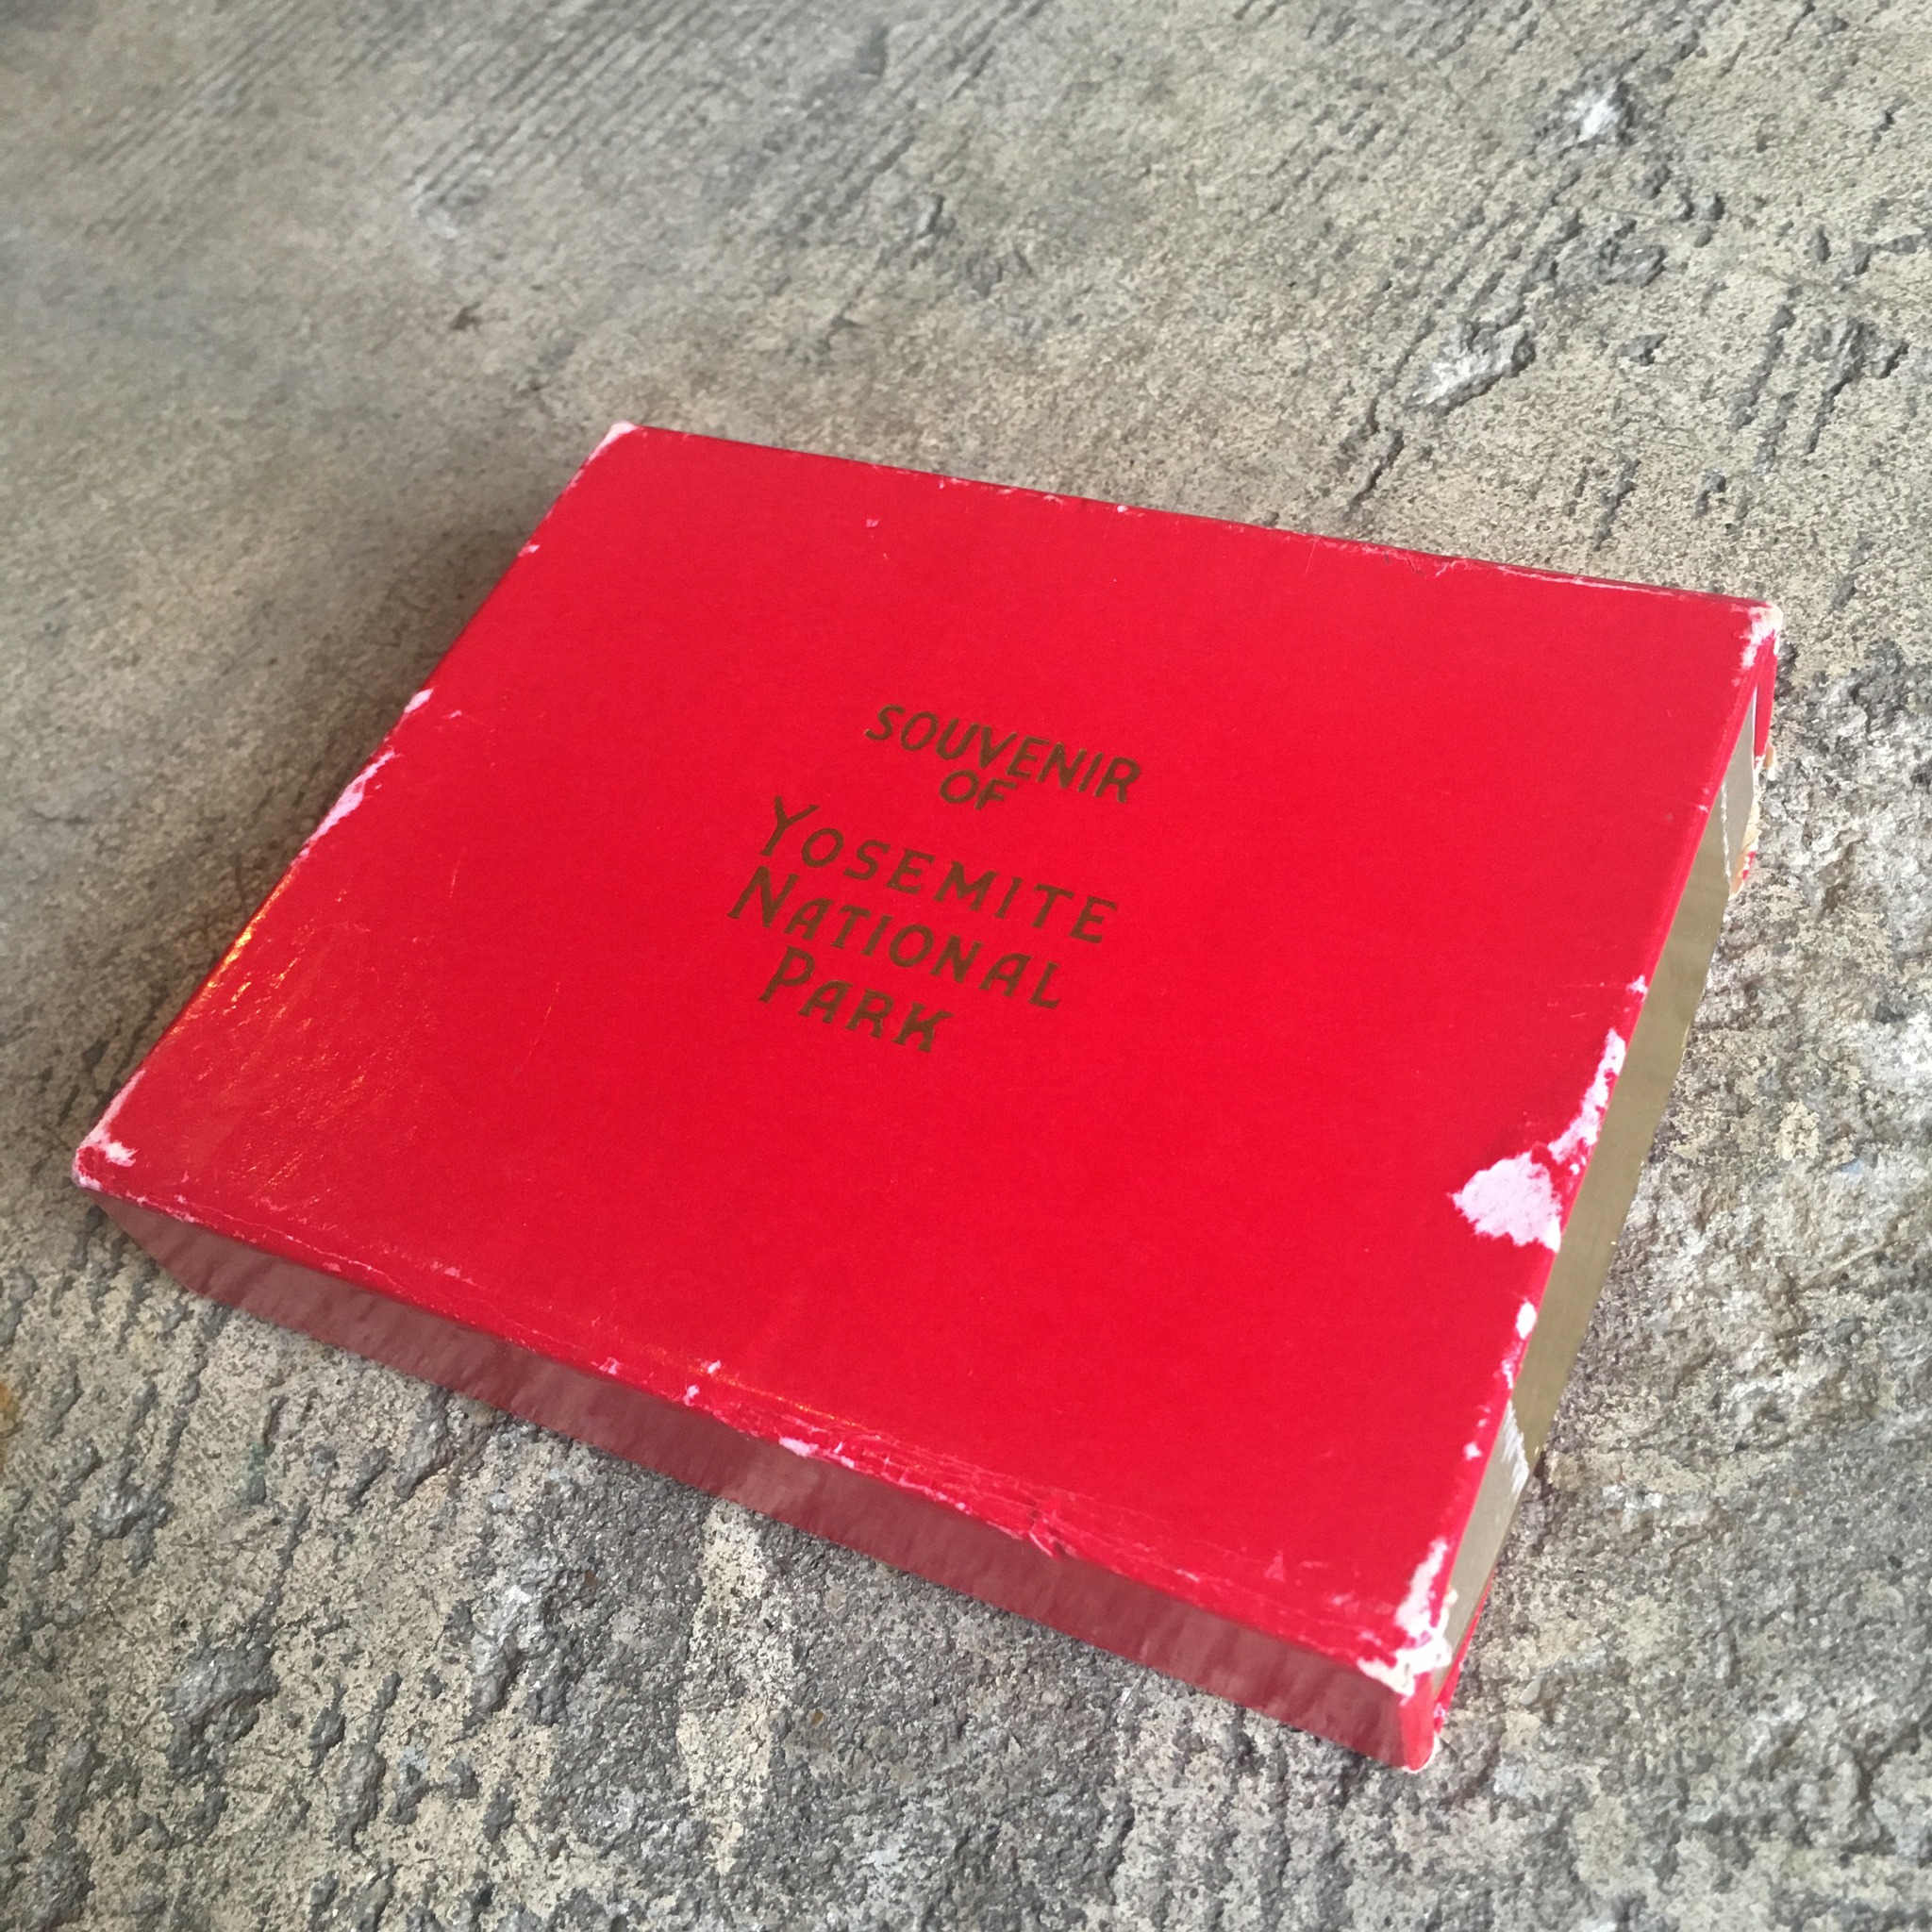 SOUVENIR
OF
YOSEMITE
NATIONAL
PARK